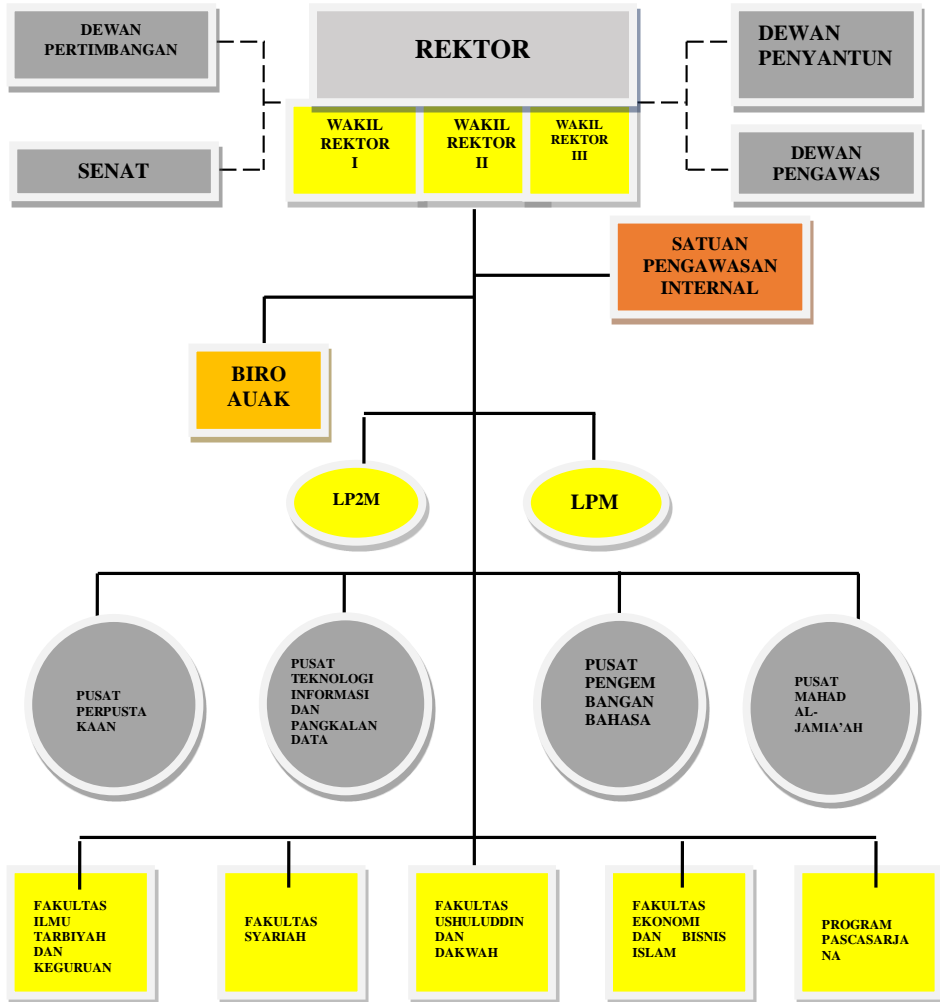 DEWAN
PERTIMBANGAN
REKTOR
DEWAN
PENYANTUN
SENAT
WAKIL
REKTOR
I
WAKIL
REKTOR
II
WAKIL
REKTOR
III
DEWAN
PENGAWAS
SATUAN
PENGAWASAN
INTERNAL
BIRO
AUAK
LP2M
LPM
PUSAT
PERPUSTA
KAAN
PUSAT
TEKNOLOGI
INFORMASI
DAN
PANGKALAN
DATA
PUSAT
PENGEM
BANGAN
BAHASA
PUSAT
MAHAD
AL-
JAMIA’AH
FAKULTAS
ILMU
TARBIYAH
DAN
KEGURUAN
FAKULTAS
SYARIAH
FAKULTAS
USHULUDDIN
DAN
DAKWAH
FAKULTAS
EKONOMI
DAN BISNIS
ISLAM
PROGRAM
PASCASARJA
NA